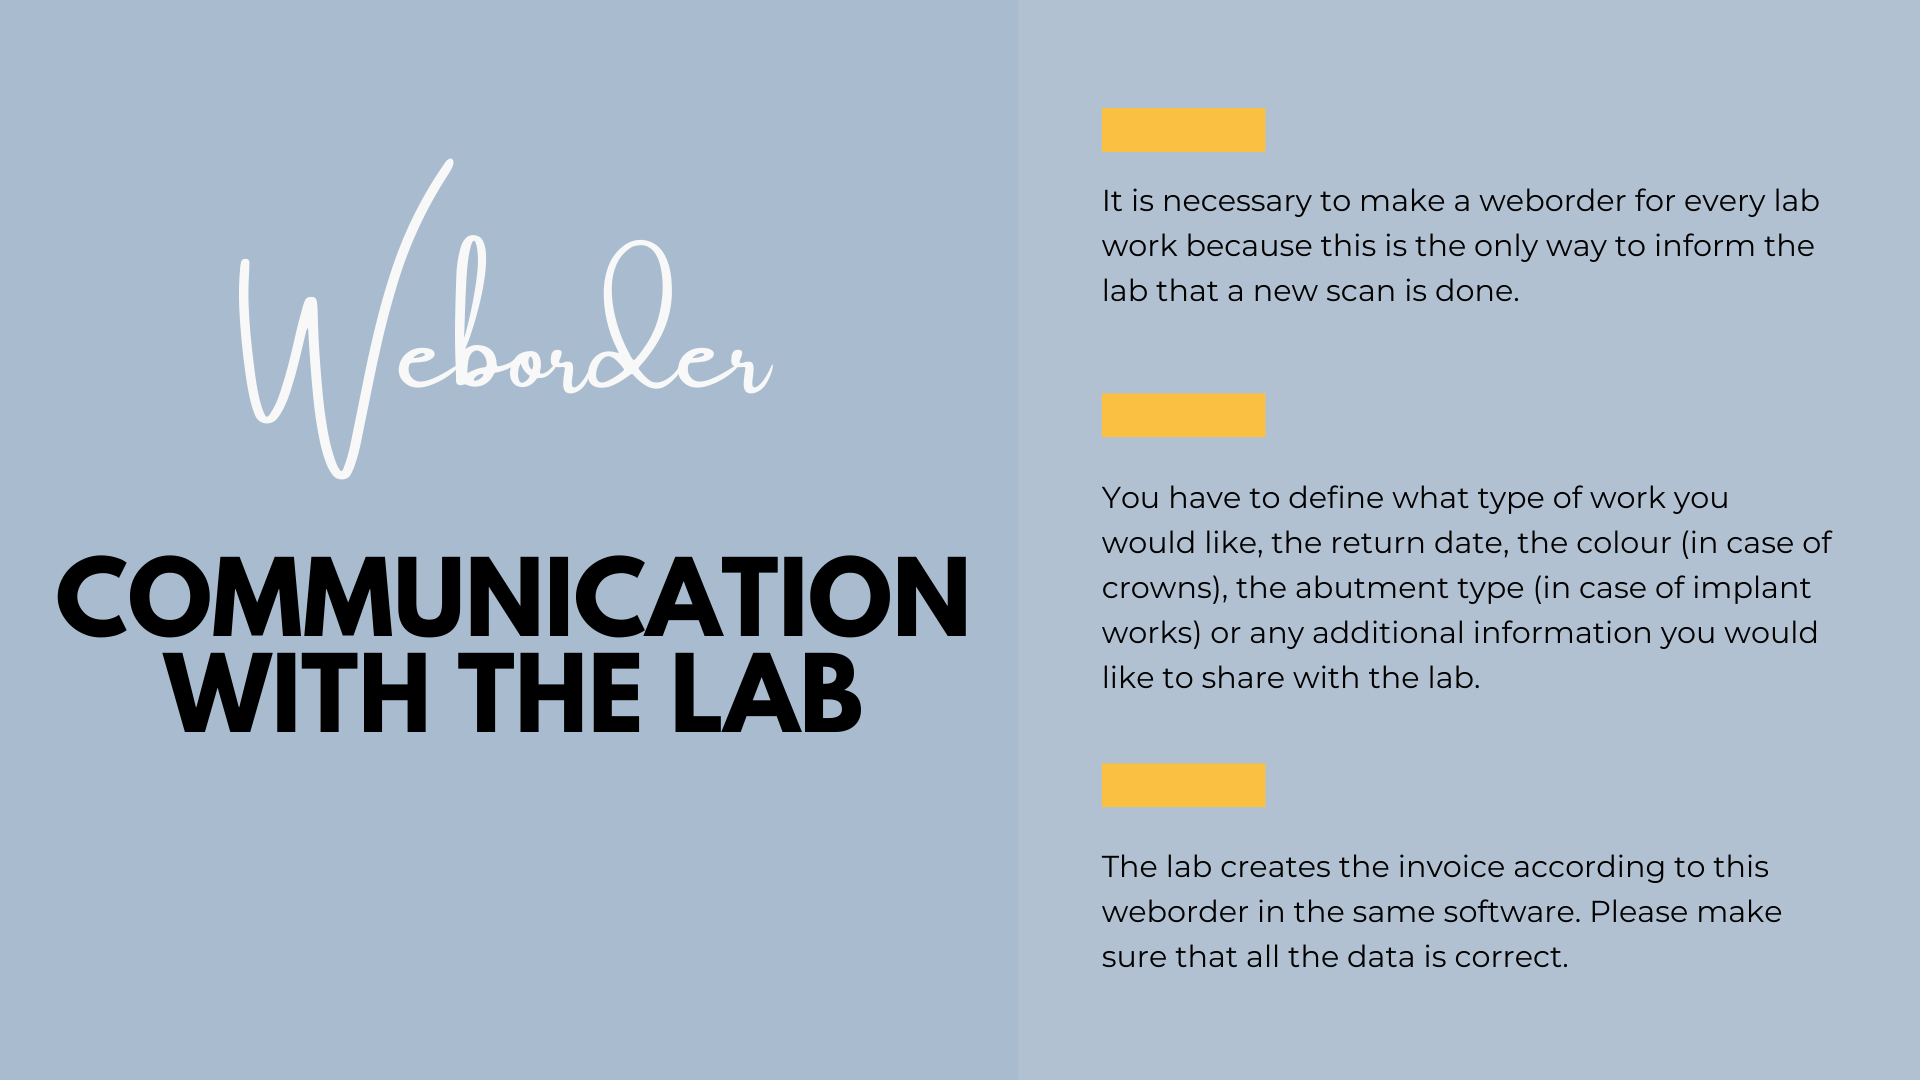 Weborder
COMMUNICATION
WITH THE LAB
It is necessary to make a weborder for every lab
work because this is the only way to inform the
lab that a new scan is done.
You have to define what type of work you
would like, the return date, the colour (in case of
crowns), the abutment type (in case of implant
works) or any additional information you would
like to share with the lab.
The lab creates the invoice according to this
weborder in the same software. Please make
sure that all the data is correct.